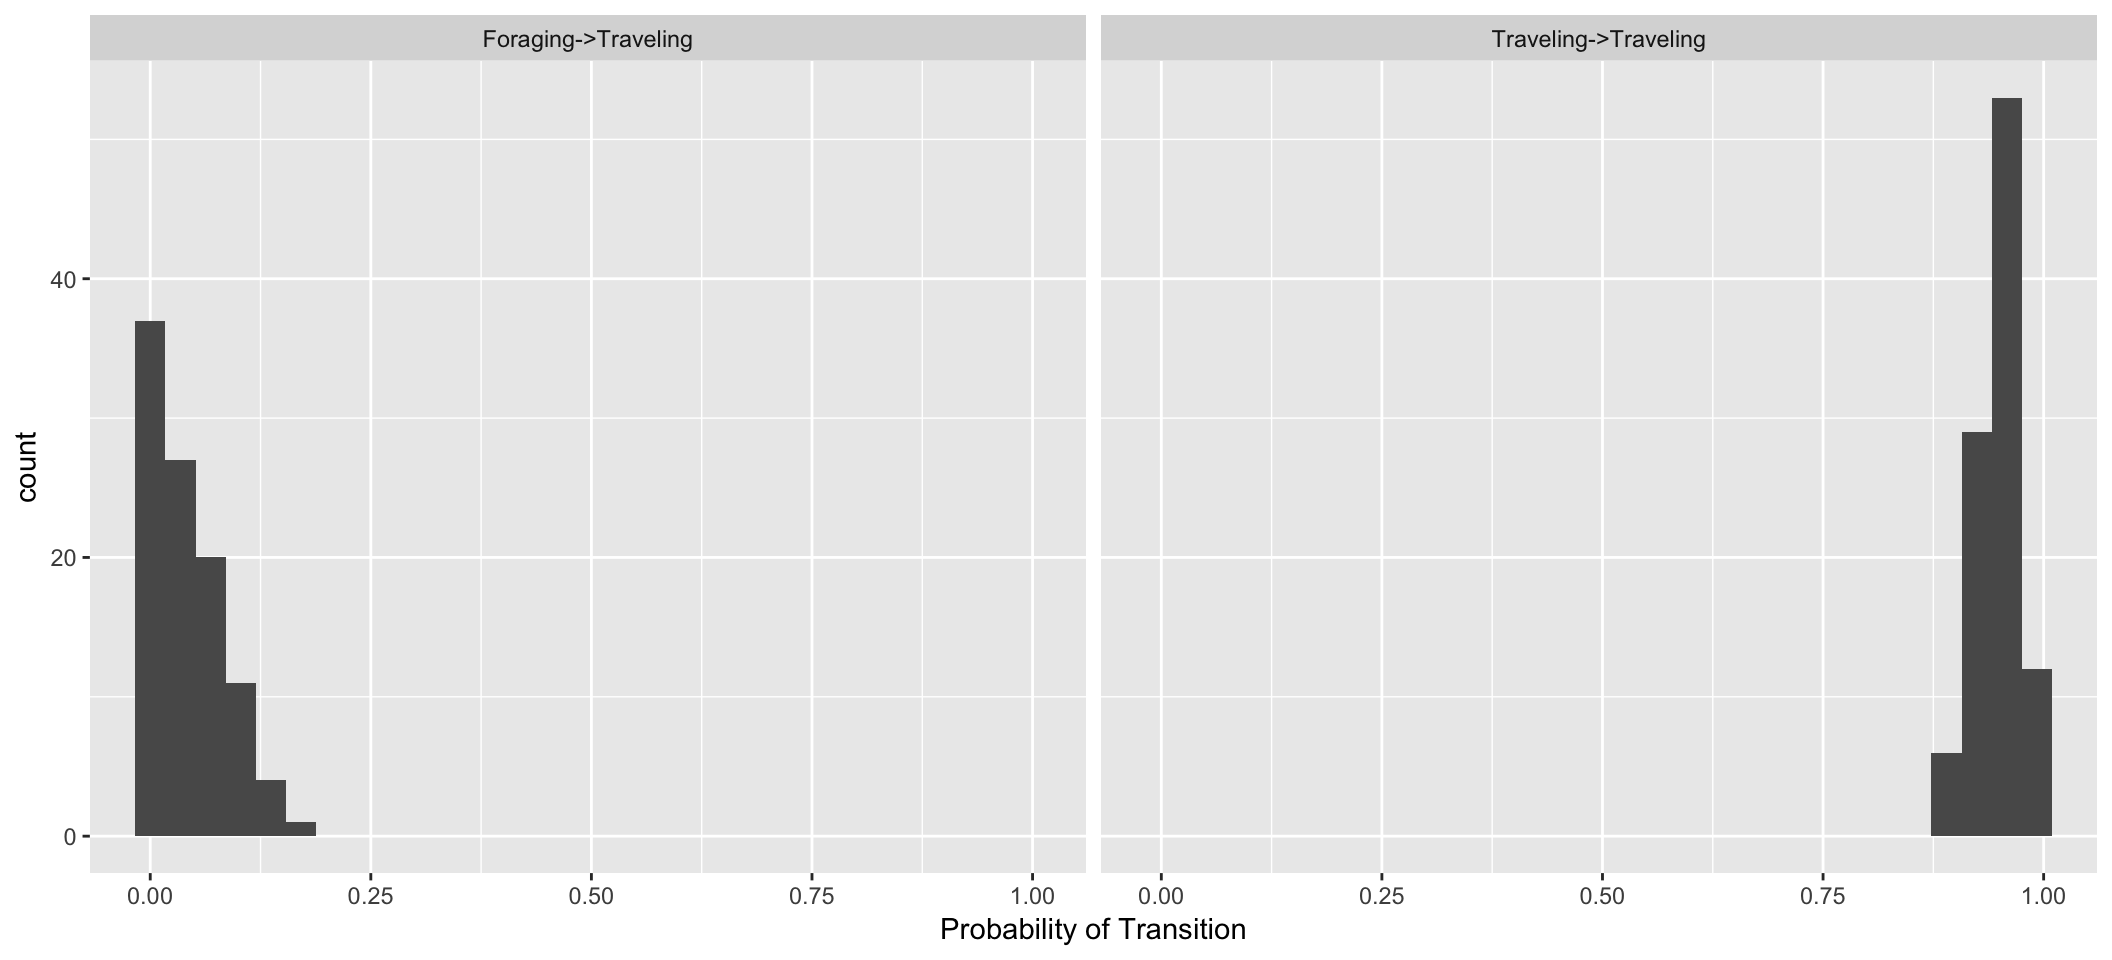 Foraging->Traveling
Traveling->Traveling
count
40
20
0
0.00 0.25 0.50 0.75 1.00
0.00 0.25 0.50 0.75 1.00
Probability of Transition